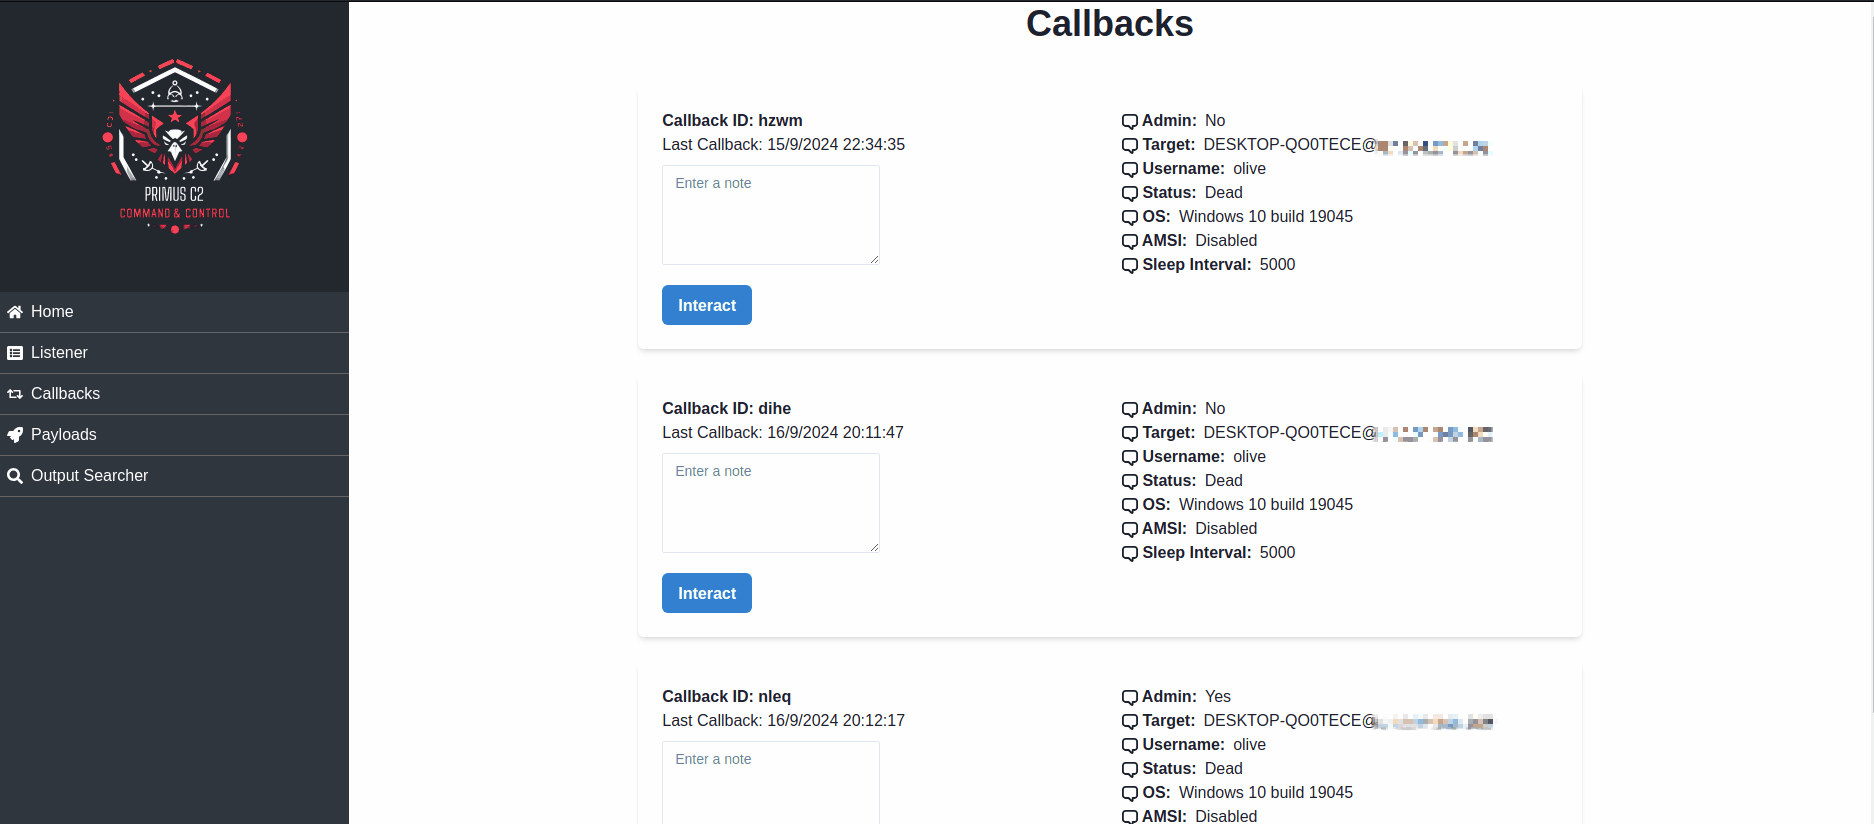 PRIMUS C2
COMMAND & CONTROL
Home
Listener
Callbacks
Payloads
Output Searcher
Callbacks
Callback ID: hzwm
Last Callback: 15/9/2024 22:34:35
Enter a note
Interact
Admin: No
Target: DESKTOP-QO0TECE@
Username: olive
Status: Dead
OS: Windows 10 build 19045
AMSI: Disabled
Sleep Interval: 5000
Callback ID: dihe
Last Callback: 16/9/2024 20:11:47
Enter a note
Interact
Admin: No
Target: DESKTOP-QO0TECE@
Username: olive
Status: Dead
OS: Windows 10 build 19045
AMSI: Disabled
Sleep Interval: 5000
Callback ID: nleq
Last Callback: 16/9/2024 20:12:17
Enter a note
Admin: Yes
Target: DESKTOP-QO0TECE@
Username: olive
Status: Dead
OS: Windows 10 build 19045
AMSI: Disabled